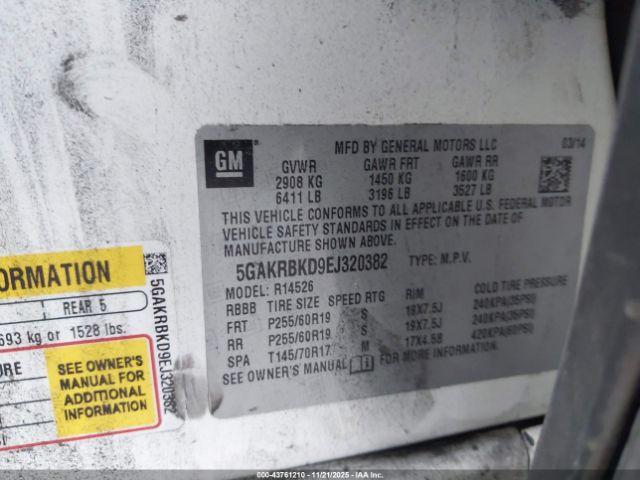 GM
MFD BY GENERAL MOTORS LLC 03/14
GVWR GAWR FRT GAWR RR
2908 KG 1450 KG 1600 KG
6411 LB 3196 LB 3527 LB
THIS VEHICLE CONFORMS TO ALL APPLICABLE U.S. FEDERAL MOTOR
VEHICLE SAFETY STANDARDS IN EFFECT ON THE DATE OF
MANUFACTURE SHOWN ABOVE.
5GAKRBKD9EJ320382 TYPE: M.P.V.
MODEL: R14526
RBBB TIRE SIZE SPEED RTG RIM COLD TIRE PRESSURE
FRT P255/60R19 S 19X7.5J 240KPA(35PSI)
RR P255/60R19 S 19X7.5J 240KPA(35PSI)
SPA T145/70R17 M 17X4.5B 420KPA(60PSI)
SEE OWNER'S MANUAL FOR MORE INFORMATION.
ORMATION
REAR 5
693 kg or 1528 lbs.
URE
SEE OWNER'S
MANUAL FOR
ADDITIONAL
INFORMATION
5GAKRBKD9EJ320382
000-43761210 - 11/21/2025 - IAAI.com